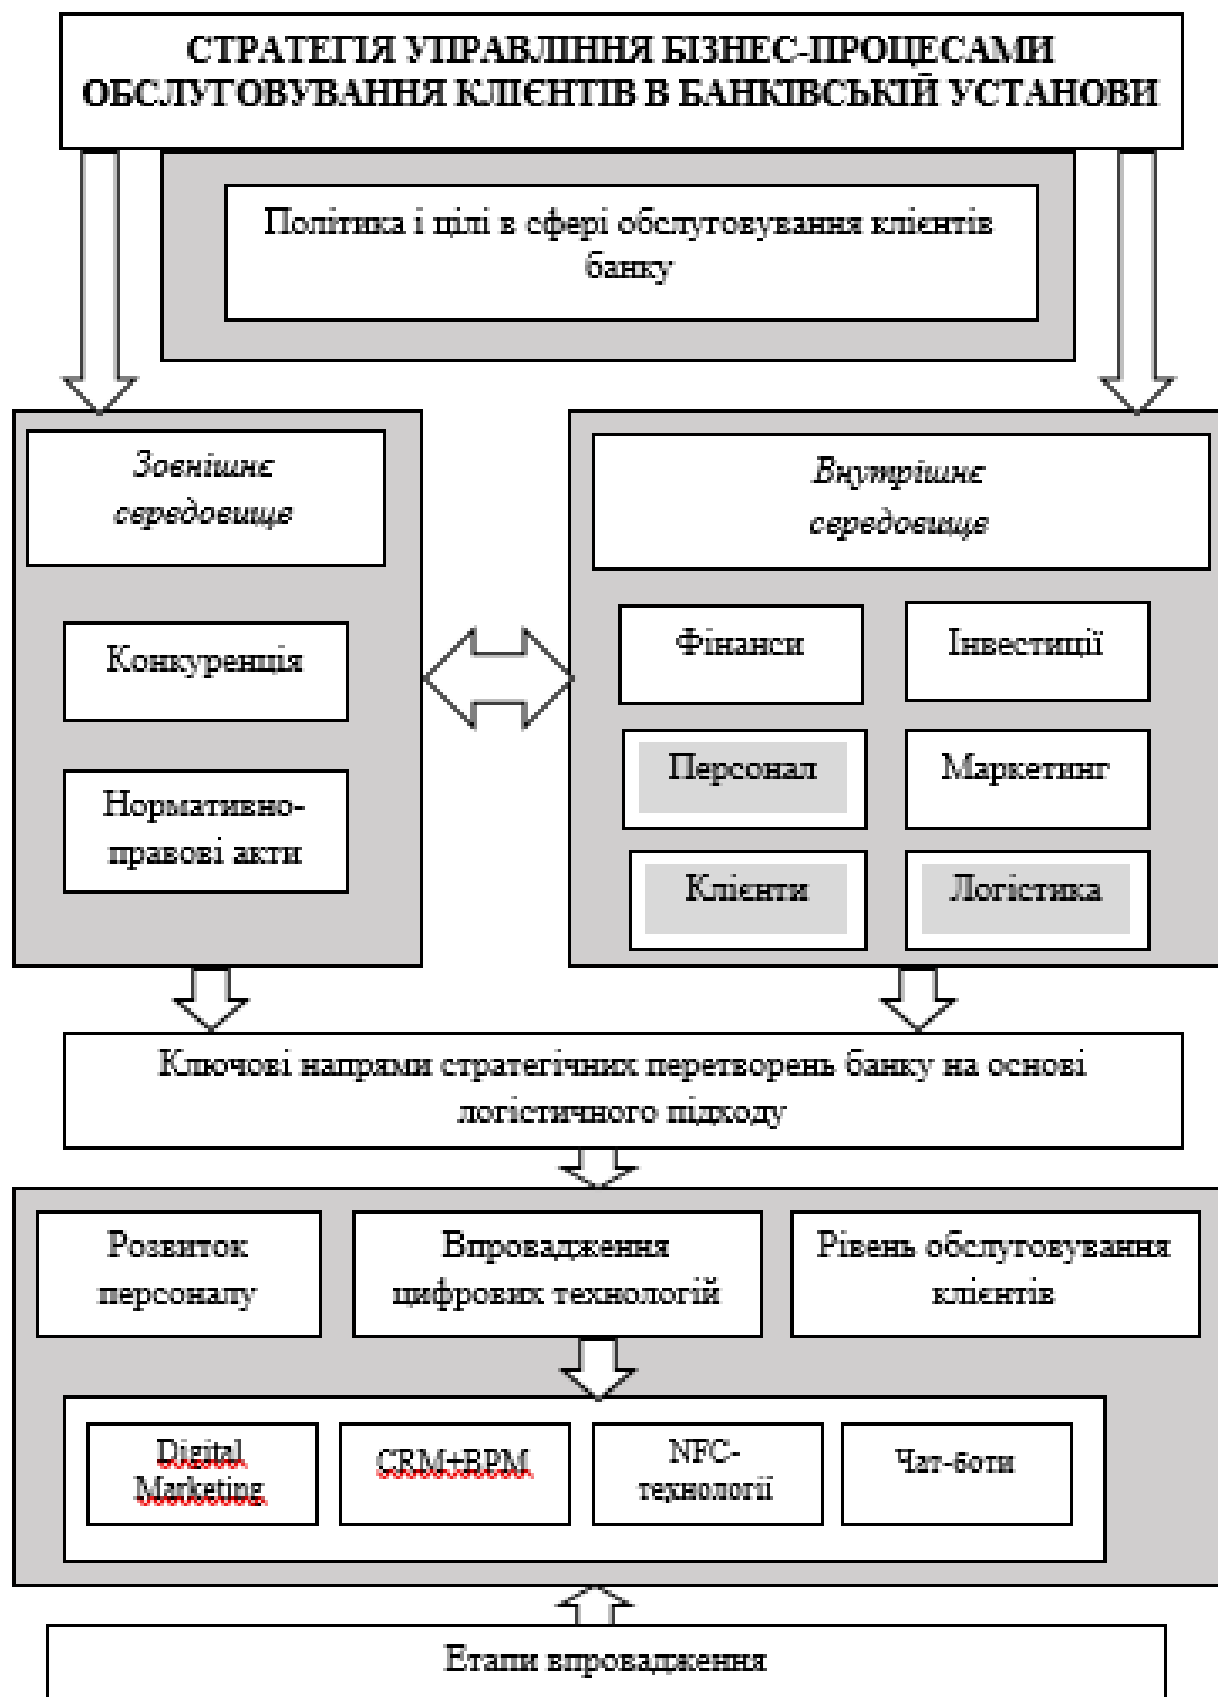 СТРАТЕГІЯ УПРАВЛІННЯ БІЗНЕС-ПРОЦЕСАМИ
ОБСЛУГОВУВАННЯ КЛІЄНТІВ В БАНКІВСЬКІЙ УСТАНОВИ
Політика і цілі в сфері обслуговування клієнтів
банку
Зовнішнє
середовище
Конкуренція
Нормативно-
правові акти
Внутрішнє
середовище
Фінанси
Інвестиції
Персонал
Маркетинг
Клієнти
Логістика
Ключові напрями стратегічних перетворень банку на основі
логістичного підходу
Розвиток
персоналу
Впровадження
цифрових технологій
Рівень обслуговування
клієнтів
Digital
Marketing
CRM+BPM
NFC-
технології
Чат-боти
Етапи впровадження